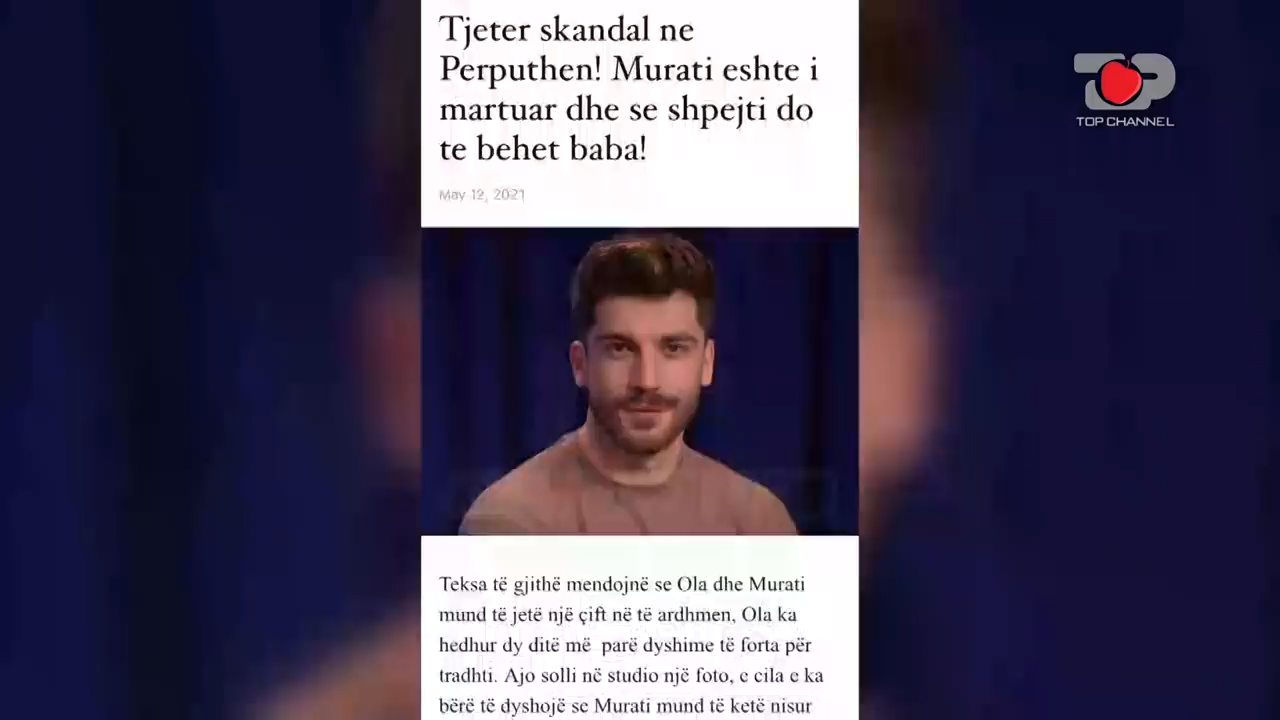 Tjeter skandal ne
Perputhen! Murati eshte i
martuar dhe se shpejti do
te behet baba!
May 12, 2021
TOP CHANNEL
Teksa të gjithë mendojnë se Ola dhe Murati
mund të jetë një çift në të ardhmen, Ola ka
hedhur dy ditë më parë dyshime të forta për
tradhti. Ajo solli në studio një foto, e cila e ka
bërë të dyshojë se Murati mund të ketë nisur